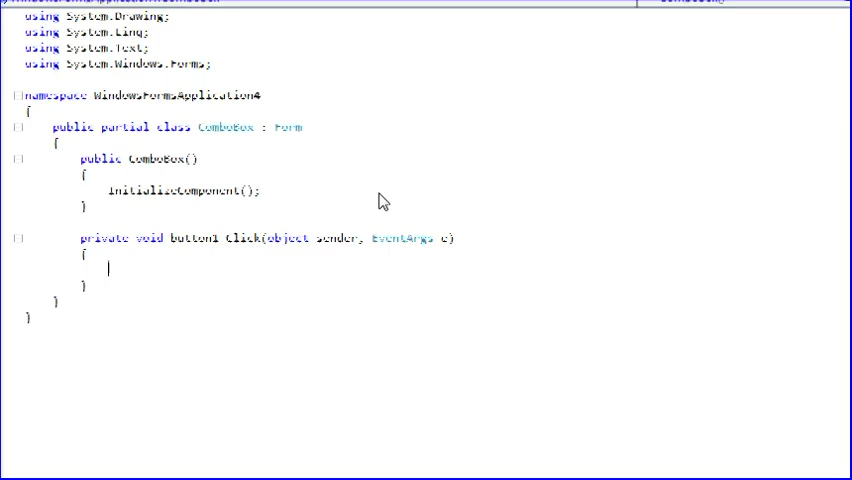 using System.Drawing;
using System.Linq;
using System.Text;
using System.Windows.Forms;
namespace WindowsFormsApplication4
{
public partial class ComboBox : Form
{
public ComboBox()
{
InitializeComponent();
}
private void button1_Click(object sender, EventArgs e)
{
}
}
}